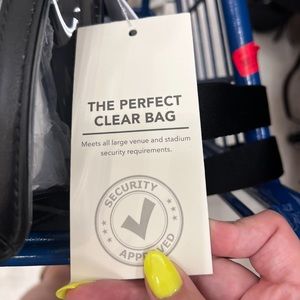 THE PERFECT
CLEAR BAG
Meets all large venue and stadium
security requirements.
SECURITY
APPROVED